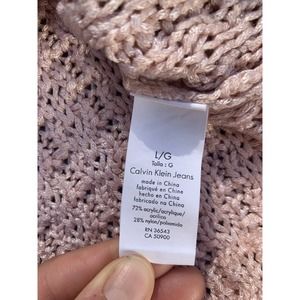 L/G
Talla : G
Calvin Klein Jeans
made in China
fabriqué en Chine
hecho en China
fabricado na China
72% acrylic/acrylique/
acrílico
28% nylon/poliamida
RN 36543
CA 50900